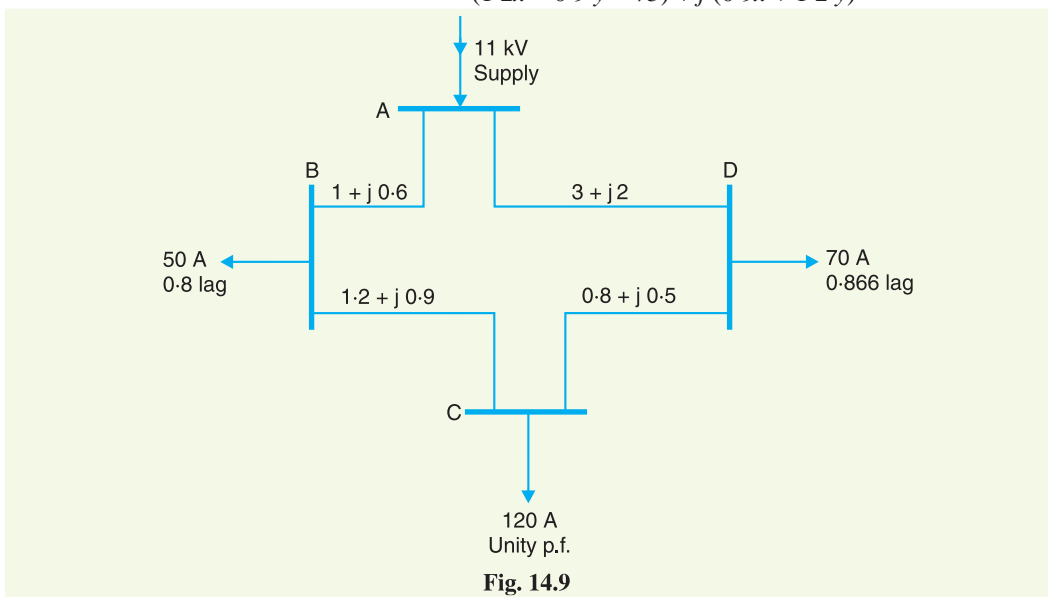 11 kV
Supply
A
B
D
1 + j 0·6
3 + j 2
50 A
0·8 lag
70 A
0·866 lag
1·2 + j 0·9
0·8 + j 0·5
C
120 A
Unity p.f.
Fig. 14.9